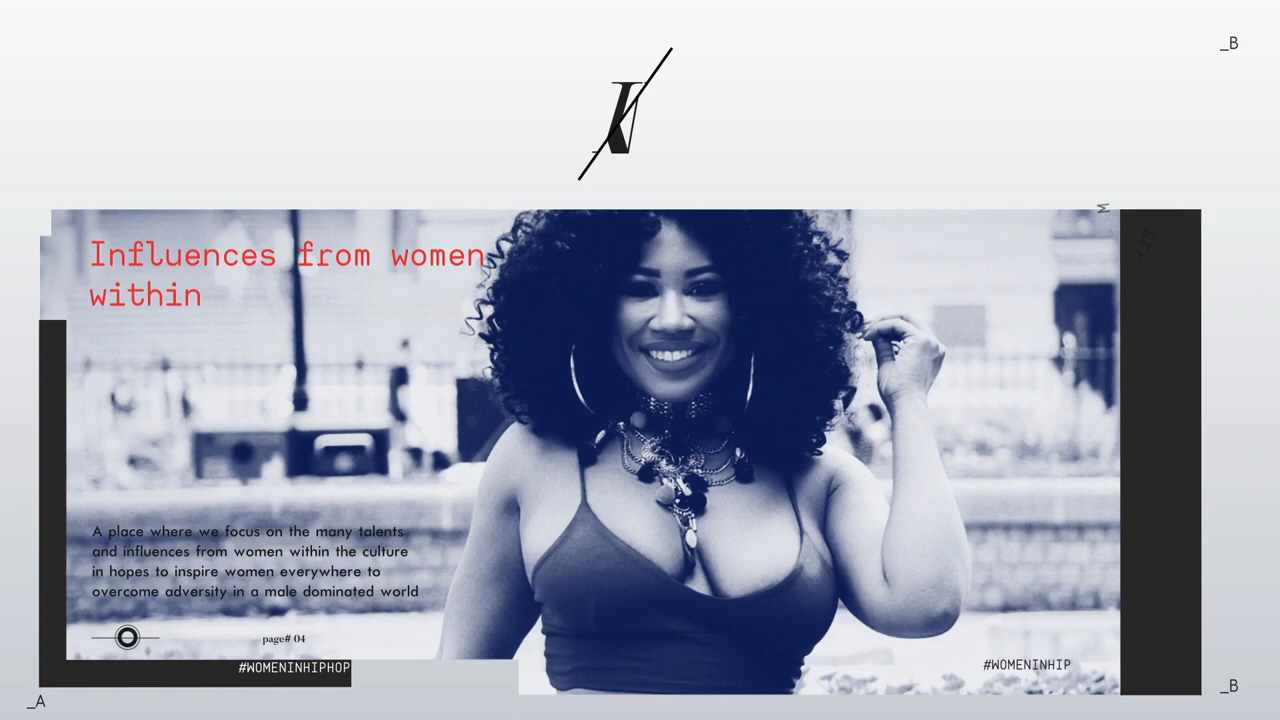 _B
M
STY
Influences from women
within
A place where we focus on the many talents
and influences from women within the culture
in hopes to inspire women everywhere to
overcome adversity in a male dominated world
page# 04
#WOMENINHIPHOP
#WOMENINHIP
_A
_B